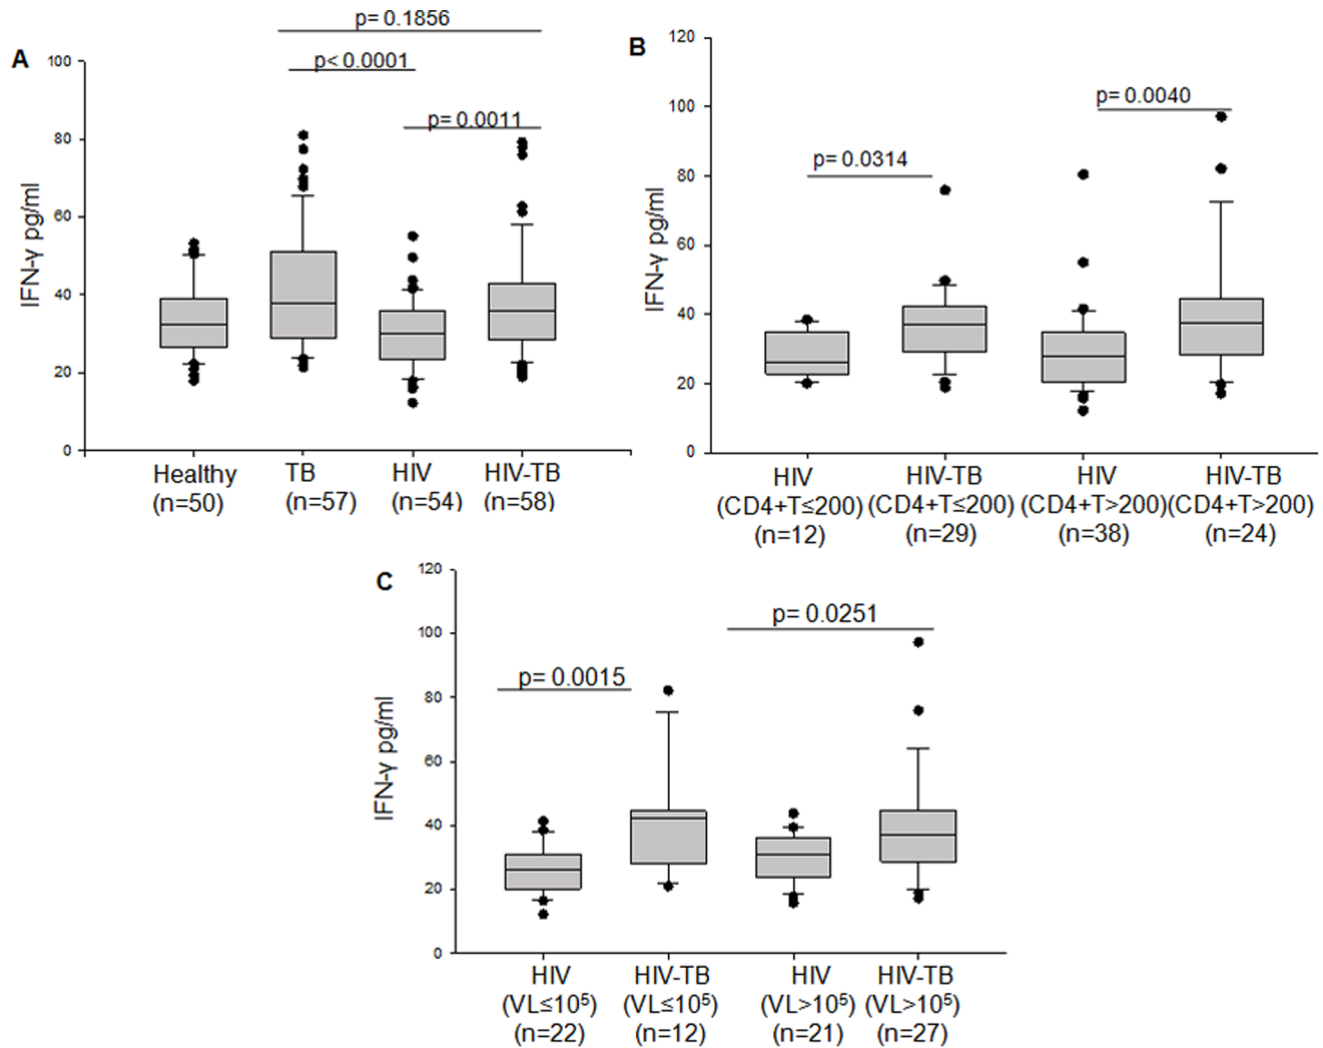 A
p= 0.1856
p< 0.0001
p= 0.0011
IFN-γ pg/ml
100
80
60
40
20
0
Healthy TB HIV HIV-TB
(n=50) (n=57) (n=54) (n=58)
B
p= 0.0314
p= 0.0040
IFN-γ pg/ml
120
100
80
60
40
20
0
HIV HIV-TB HIV HIV-TB
(CD4+T≤200) (CD4+T≤200) (CD4+T>200) (CD4+T>200)
(n=12) (n=29) (n=38) (n=24)
C
p= 0.0015
p= 0.0251
IFN-γ pg/ml
120
100
80
60
40
20
0
HIV HIV-TB HIV HIV-TB
(VL≤10⁵) (VL≤10⁵) (VL>10⁵) (VL>10⁵)
(n=22) (n=12) (n=21) (n=27)